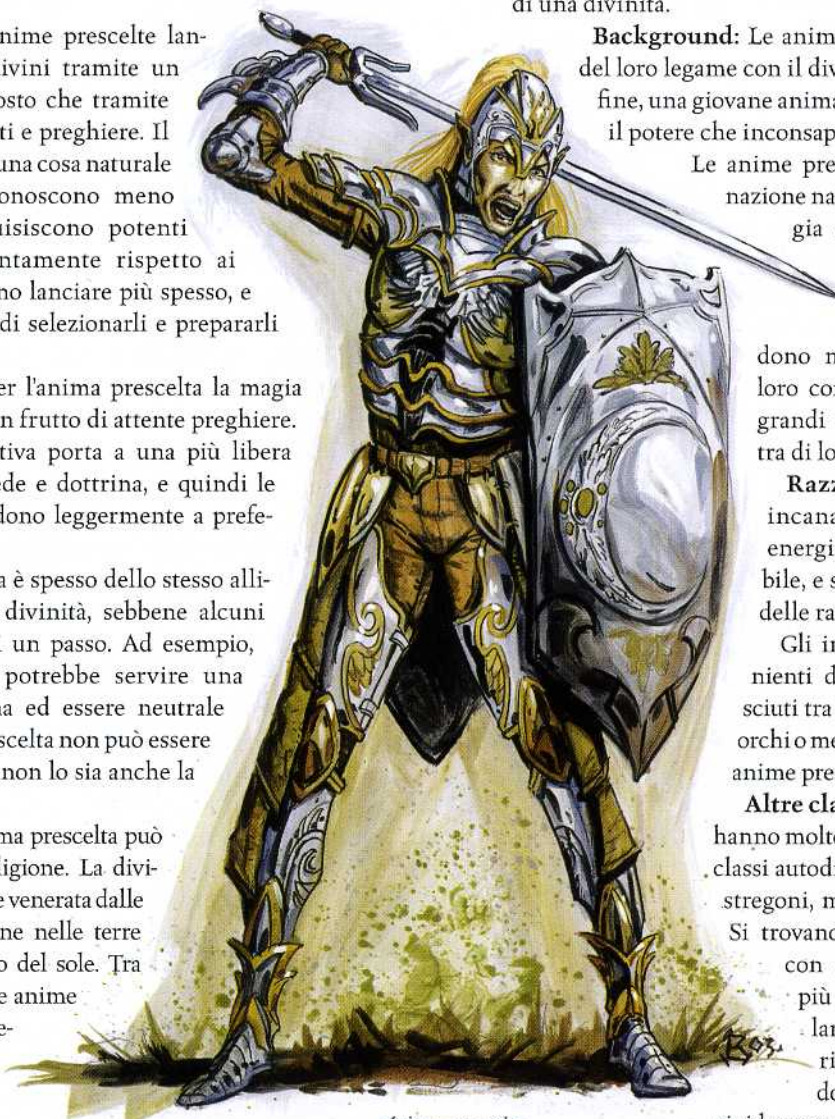 nime prescelte lan-
ivini tramite un
osto che tramite
ti e preghiere. Il
una cosa naturale
onoscono meno
uisiscono potenti
ntamente rispetto ai
no lanciare più spesso, e
di selezionarli e prepararli
er l'anima prescelta la magia
n frutto di attente preghiere.
tiva porta a una più libera
ede e dottrina, e quindi le
dono leggermente a prefe-
a è spesso dello stesso alli-
divinità, sebbene alcuni
i un passo. Ad esempio,
potrebbe servire una
na ed essere neutrale
scelta non può essere
non lo sia anche la
ma prescelta può
ligione. La divi-
e venerata dalle
ne nelle terre
o del sole. Tra
e anime
e-
di una divinità.
Background: Le anim
del loro legame con il div
fine, una giovane anima
il potere che inconsap
Le anime pre
nazione na
gia
dono n
loro co
grandi
tra di lo
Razz
incana
energi
bile, e s
delle ra
Gli in
nienti d
sciuti tra
orchi o me
anime pre
Altre cla
hanno molto
classi autodi
stregoni, m
Si trovano
con
più
lan
ri
do